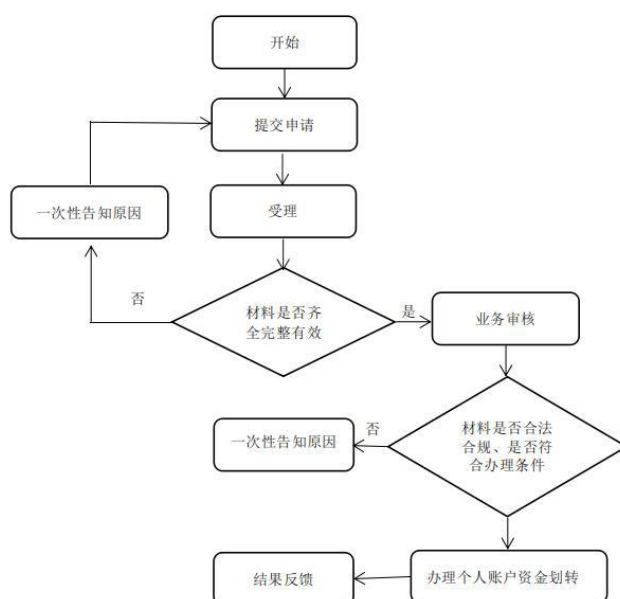 开始
提交申请
一次性告知原因
受理
否
材料是否齐
全完整有效
是
业务审核
一次性告知原因
否
材料是否合法
合规、是否符
合办理条件
结果反馈
办理个人账户资金划转